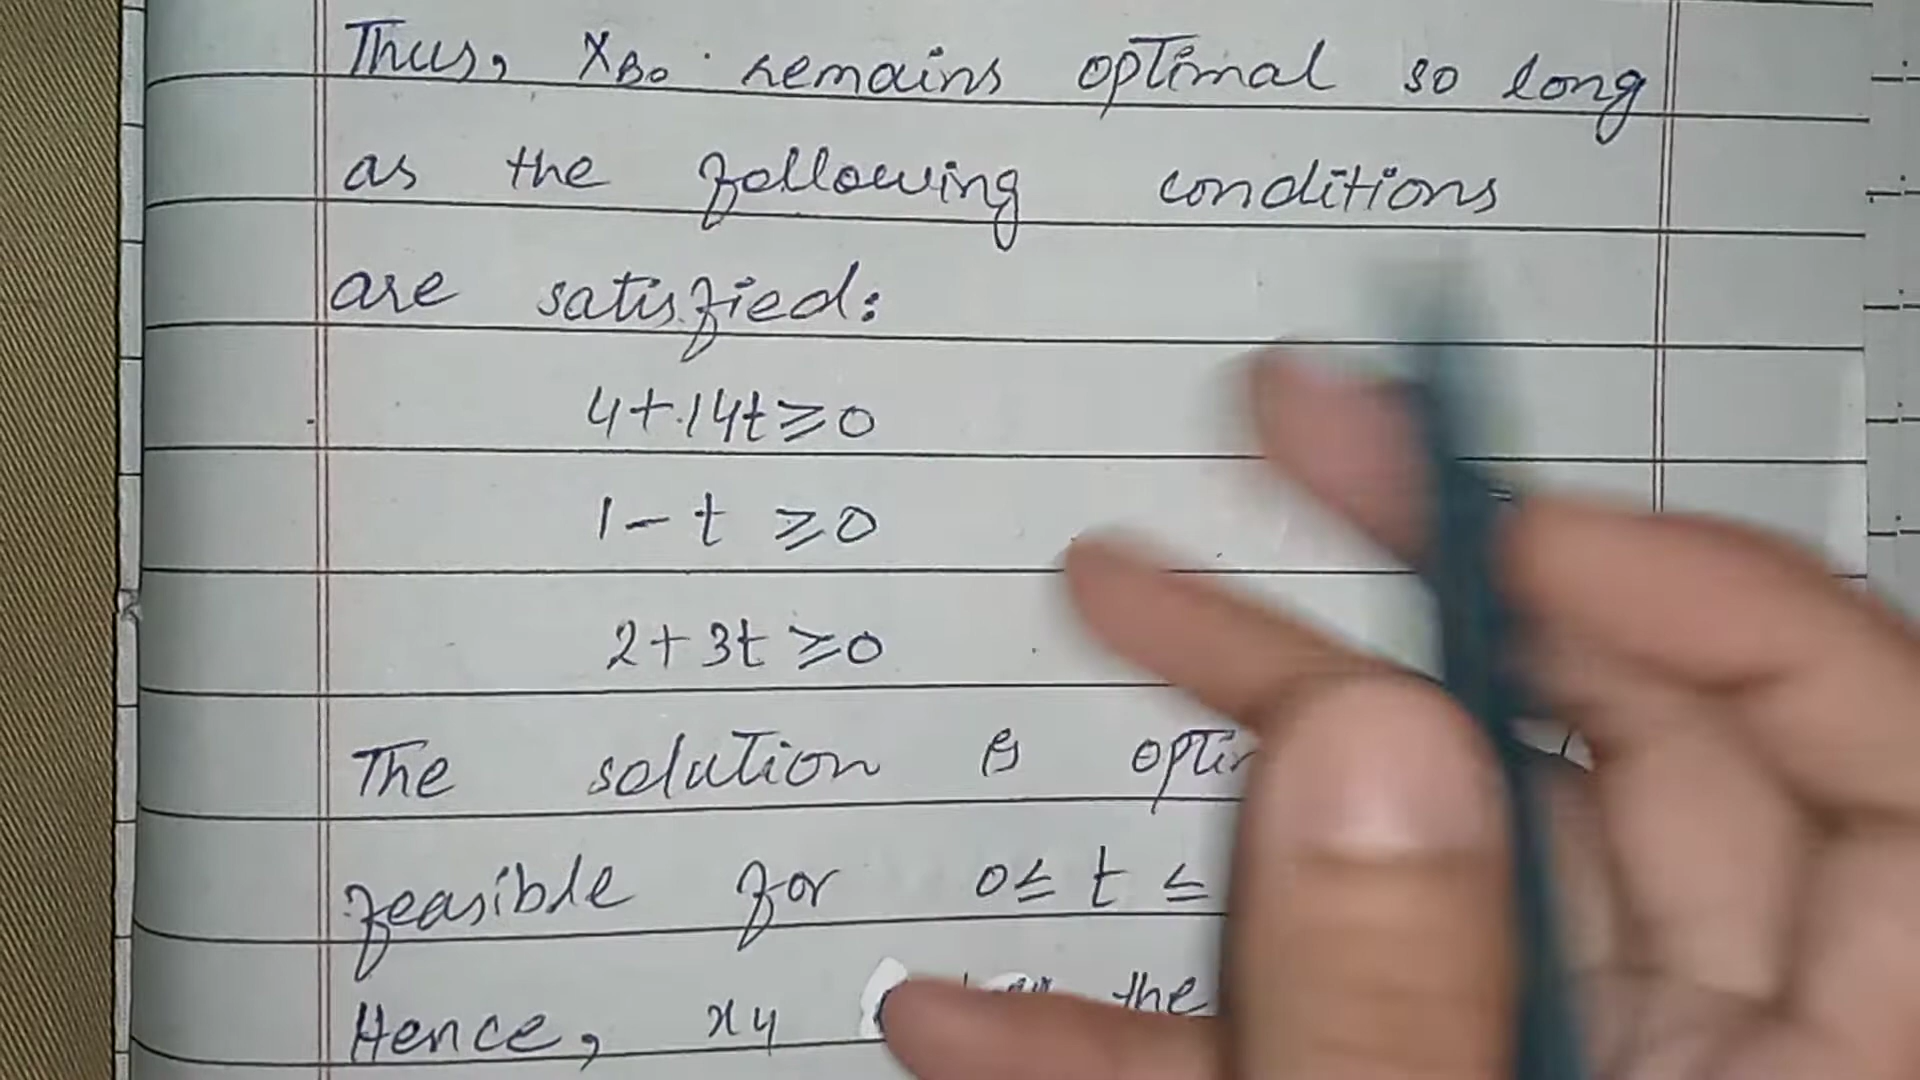 Thus, XB0 remains optimal so long
as the following conditions
are satisfied:
4+14t≥0
1-t ≥0
2+3t ≥0
The solution is
feasible for 0≤ t ≤
Hence, x4 the